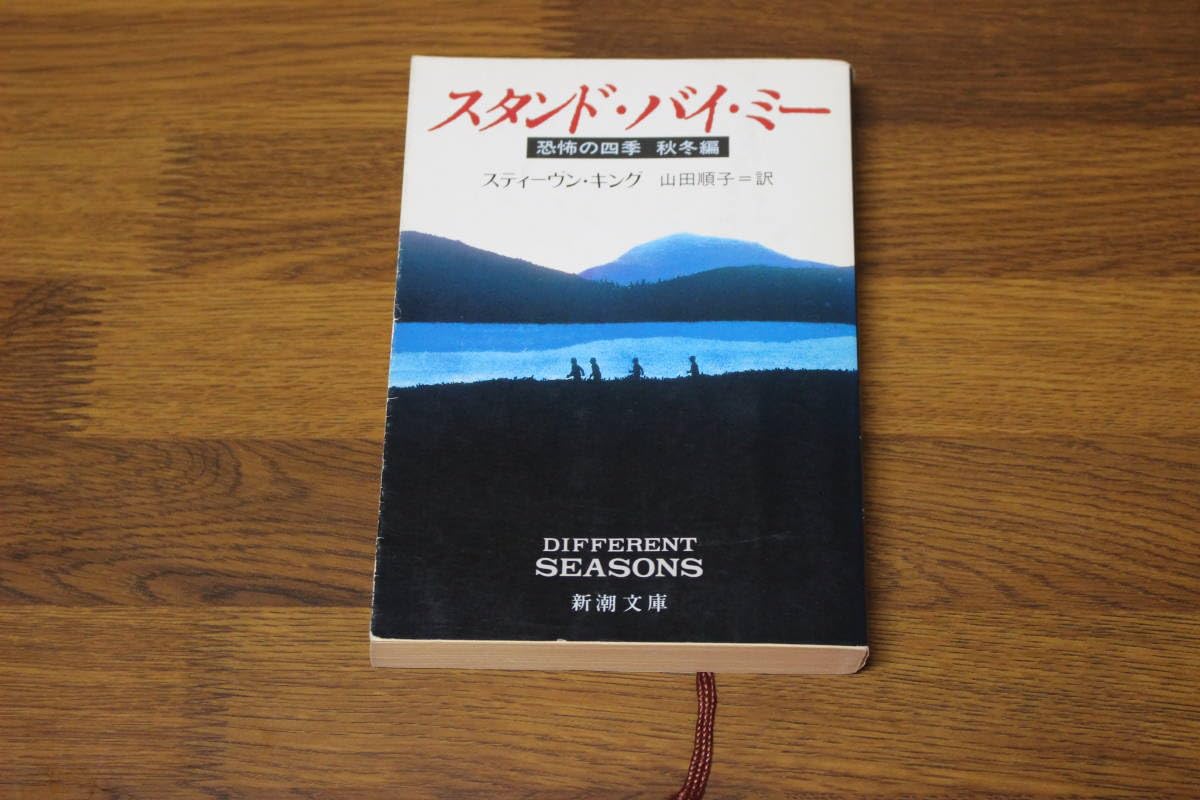 スタンド・バイ・ミー
恐怖の四季 秋冬編
スティーヴン・キング 山田順子=訳
DIFFERENT
SEASONS
新潮文庫